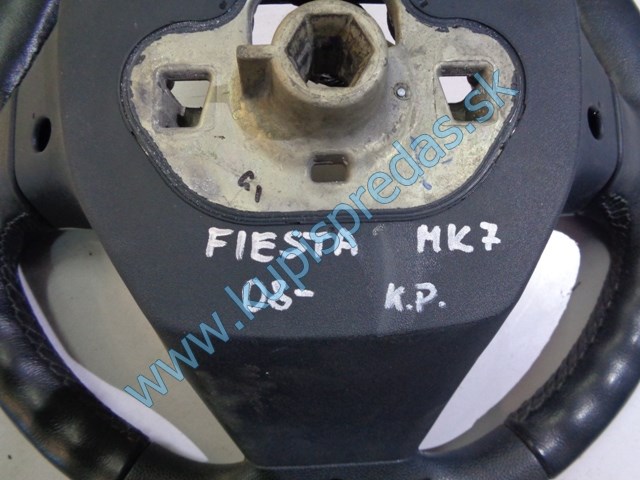 FIESTA MK7
08- K.P.
www.kupispredas.sk